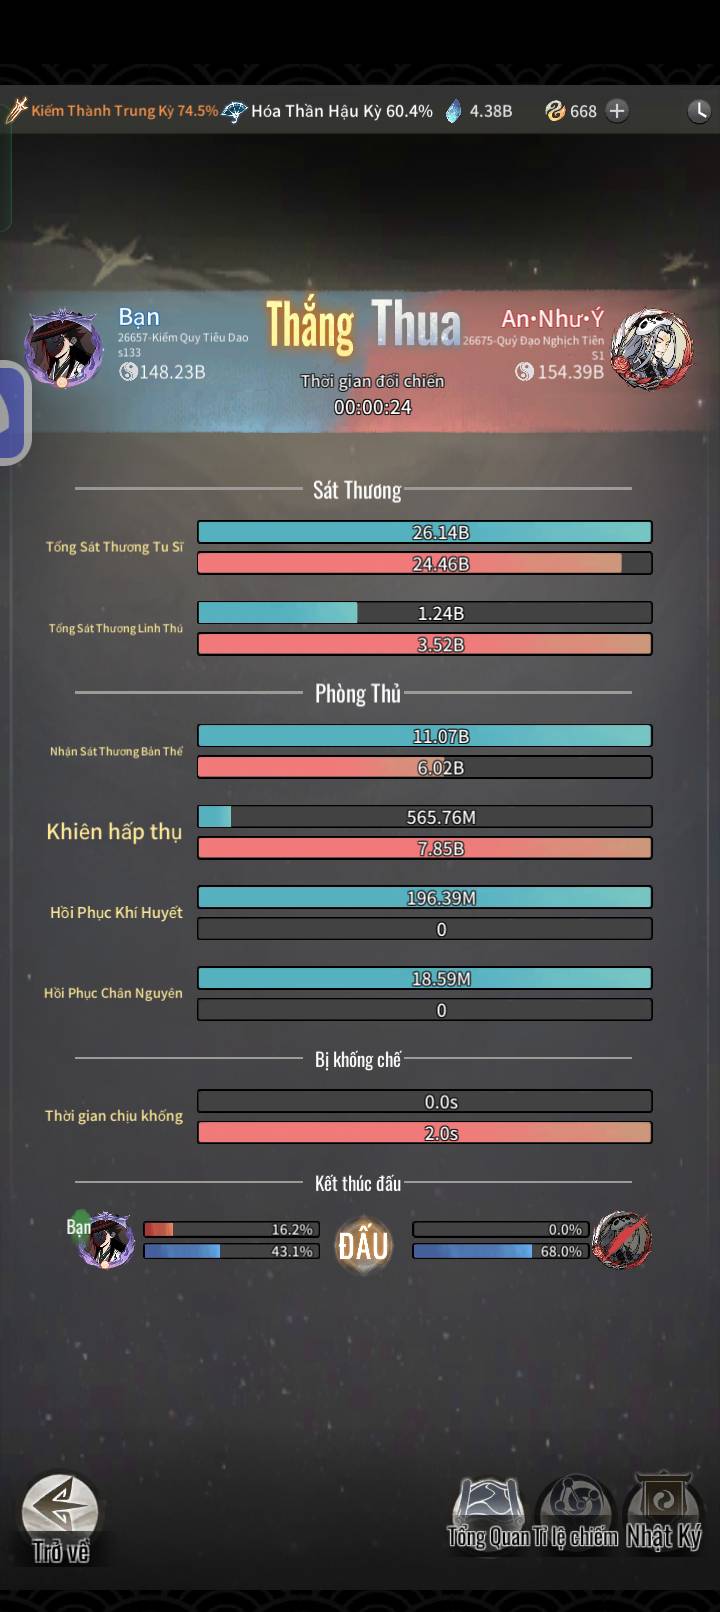 Kiếm Thành Trung Kỳ 74.5% Hóa Thần Hậu Kỳ 60.4% 4.38B 668
Bạn Thắng Thua An•Như•Ý
26657-Kiếm Quy Tiêu Dao
s133
26675-Quỷ Đạo Nghịch Tiên
S1
148.23B
154.39B
Thời gian đối chiến
00:00:24
Sát Thương
Tổng Sát Thương Tu Sĩ
26.14B
24.46B
Tổng Sát Thương Linh Thú
1.24B
3.52B
Phòng Thủ
Nhận Sát Thương Bản Thể
11.07B
6.02B
Khiên hấp thụ
565.76M
7.85B
Hồi Phục Khí Huyết
196.39M
0
Hồi Phục Chân Nguyên
18.59M
0
Bị khống chế
Thời gian chịu khống
0.0s
2.0s
Kết thúc đấu
Bạn
16.2%
43.1%
ĐẤU
0.0%
68.0%
Trở về
Tổng Quan Tỉ lệ chiếm Nhật Ký